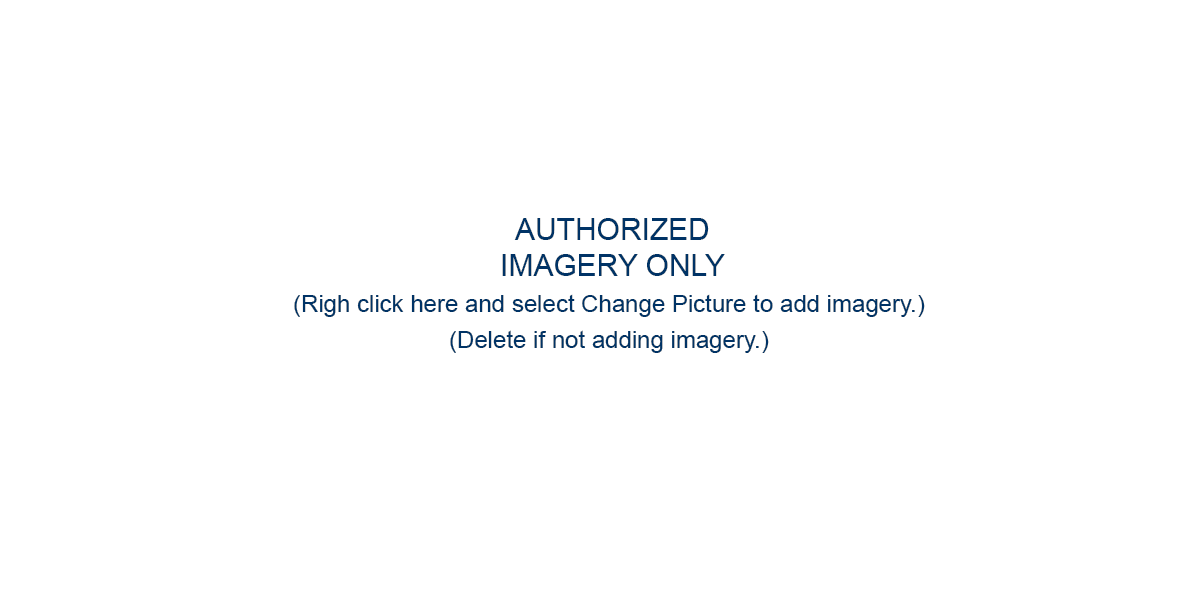 AUTHORIZED
IMAGERY ONLY
(Righ click here and select Change Picture to add imagery.)
(Delete if not adding imagery.)